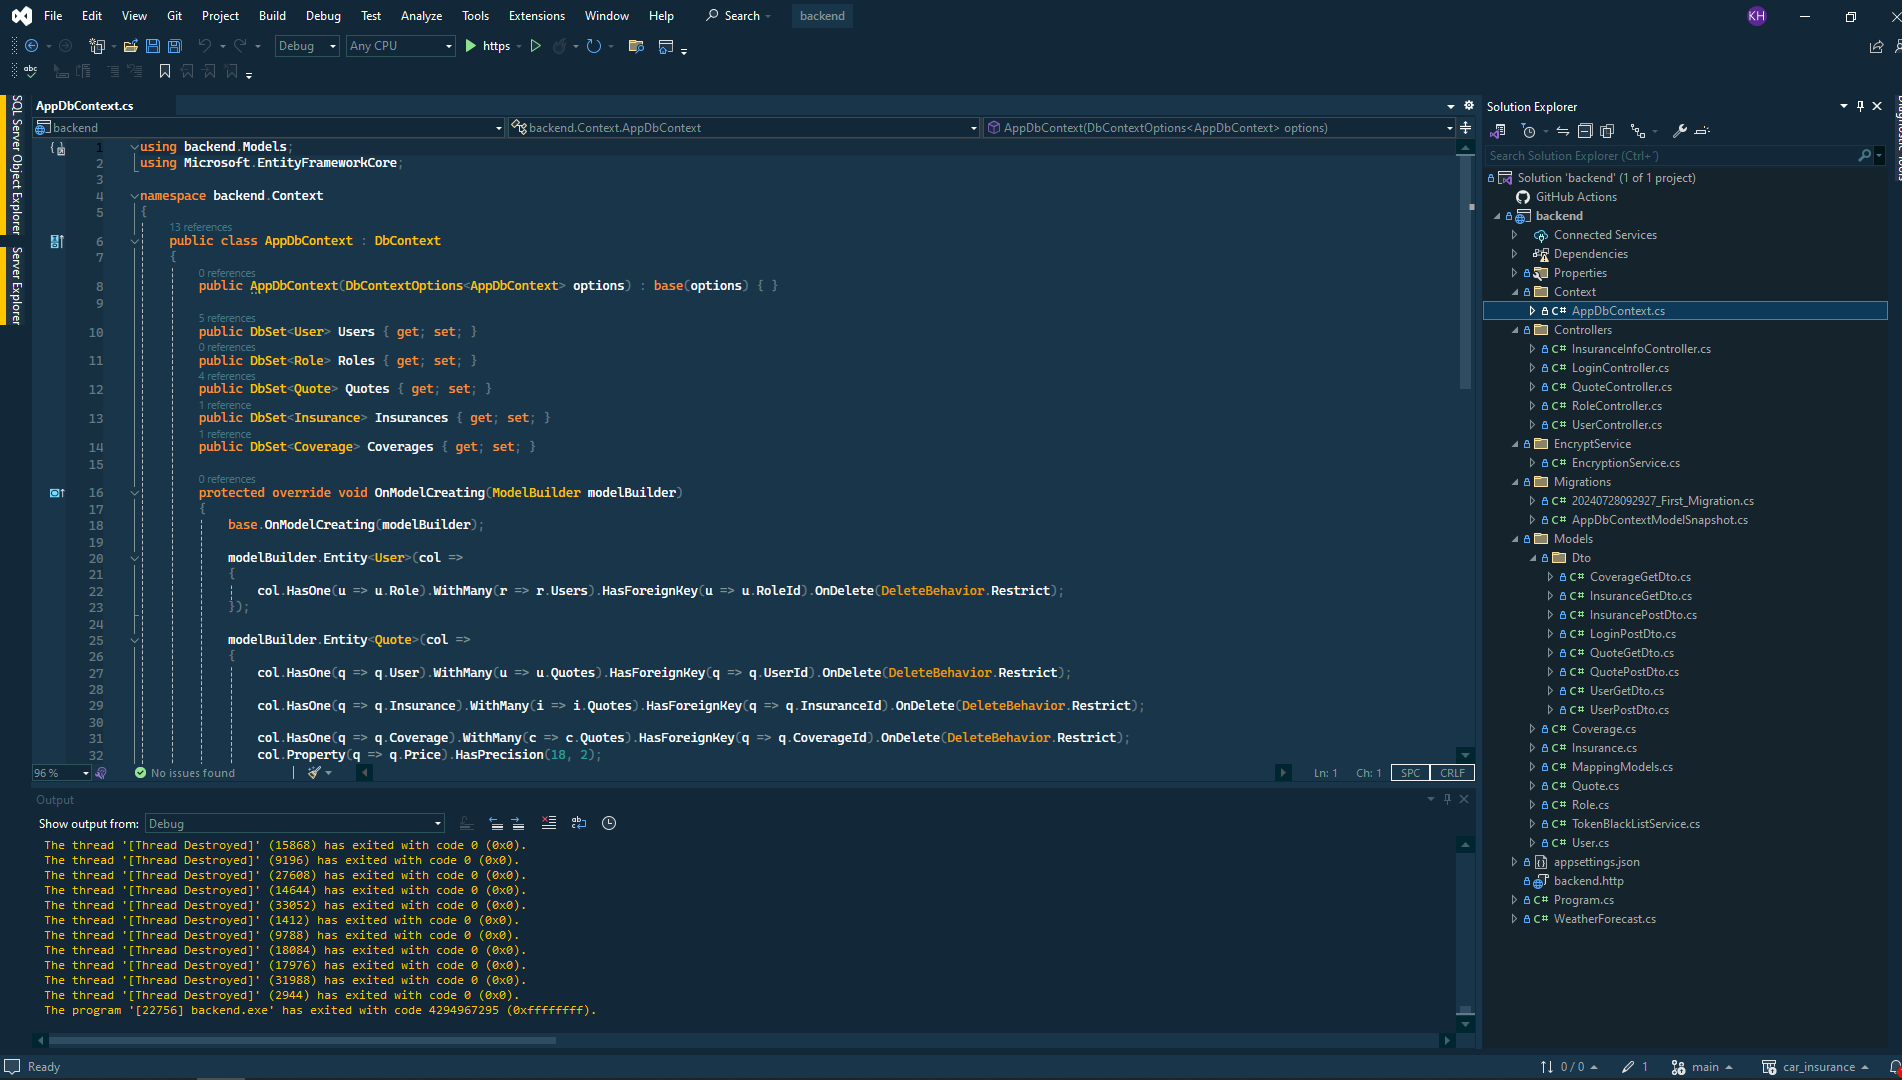 File Edit View Git Project Build Debug Test Analyze Tools Extensions Window Help Search backend KH
Debug Any CPU https
abc
SQL Server Object Explorer
Server Explorer
AppDbContext.cs
backend backend.Context.AppDbContext AppDbContext(DbContextOptions<AppDbContext> options)
1 using backend.Models;
2 using Microsoft.EntityFrameworkCore;
3
4 namespace backend.Context
5 {
13 references
6 public class AppDbContext : DbContext
7 {
0 references
8 public AppDbContext(DbContextOptions<AppDbContext> options) : base(options) { }
9
5 references
10 public DbSet<User> Users { get; set; }
0 references
11 public DbSet<Role> Roles { get; set; }
4 references
12 public DbSet<Quote> Quotes { get; set; }
1 reference
13 public DbSet<Insurance> Insurances { get; set; }
1 reference
14 public DbSet<Coverage> Coverages { get; set; }
15
0 references
16 protected override void OnModelCreating(ModelBuilder modelBuilder)
17 {
18 base.OnModelCreating(modelBuilder);
19
20 modelBuilder.Entity<User>(col =>
21 {
22 col.HasOne(u => u.Role).WithMany(r => r.Users).HasForeignKey(u => u.RoleId).OnDelete(DeleteBehavior.Restrict);
23 });
24
25 modelBuilder.Entity<Quote>(col =>
26 {
27 col.HasOne(q => q.User).WithMany(u => u.Quotes).HasForeignKey(q => q.UserId).OnDelete(DeleteBehavior.Restrict);
28
29 col.HasOne(q => q.Insurance).WithMany(i => i.Quotes).HasForeignKey(q => q.InsuranceId).OnDelete(DeleteBehavior.Restrict);
30
31 col.HasOne(q => q.Coverage).WithMany(c => c.Quotes).HasForeignKey(q => q.CoverageId).OnDelete(DeleteBehavior.Restrict);
32 col.Property(q => q.Price).HasPrecision(18, 2);
96 % No issues found Ln: 1 Ch: 1 SPC CRLF
Output
Show output from: Debug
The thread '[Thread Destroyed]' (15868) has exited with code 0 (0x0).
The thread '[Thread Destroyed]' (9196) has exited with code 0 (0x0).
The thread '[Thread Destroyed]' (27608) has exited with code 0 (0x0).
The thread '[Thread Destroyed]' (14644) has exited with code 0 (0x0).
The thread '[Thread Destroyed]' (33052) has exited with code 0 (0x0).
The thread '[Thread Destroyed]' (1412) has exited with code 0 (0x0).
The thread '[Thread Destroyed]' (9788) has exited with code 0 (0x0).
The thread '[Thread Destroyed]' (18084) has exited with code 0 (0x0).
The thread '[Thread Destroyed]' (17976) has exited with code 0 (0x0).
The thread '[Thread Destroyed]' (31988) has exited with code 0 (0x0).
The thread '[Thread Destroyed]' (2944) has exited with code 0 (0x0).
The program '[22756] backend.exe' has exited with code 4294967295 (0xffffffff).
Solution Explorer
Search Solution Explorer (Ctrl+¨)
Solution 'backend' (1 of 1 project)
GitHub Actions
backend
Connected Services
Dependencies
Properties
Context
C# AppDbContext.cs
Controllers
C# InsuranceInfoController.cs
C# LoginController.cs
C# QuoteController.cs
C# RoleController.cs
C# UserController.cs
EncryptService
C# EncryptionService.cs
Migrations
C# 20240728092927_First_Migration.cs
C# AppDbContextModelSnapshot.cs
Models
Dto
C# CoverageGetDto.cs
C# InsuranceGetDto.cs
C# InsurancePostDto.cs
C# LoginPostDto.cs
C# QuoteGetDto.cs
C# QuotePostDto.cs
C# UserGetDto.cs
C# UserPostDto.cs
C# Coverage.cs
C# Insurance.cs
C# MappingModels.cs
C# Quote.cs
C# Role.cs
C# TokenBlackListService.cs
C# User.cs
appsettings.json
backend.http
C# Program.cs
C# WeatherForecast.cs
Ready 0 / 0 1 main car_insurance